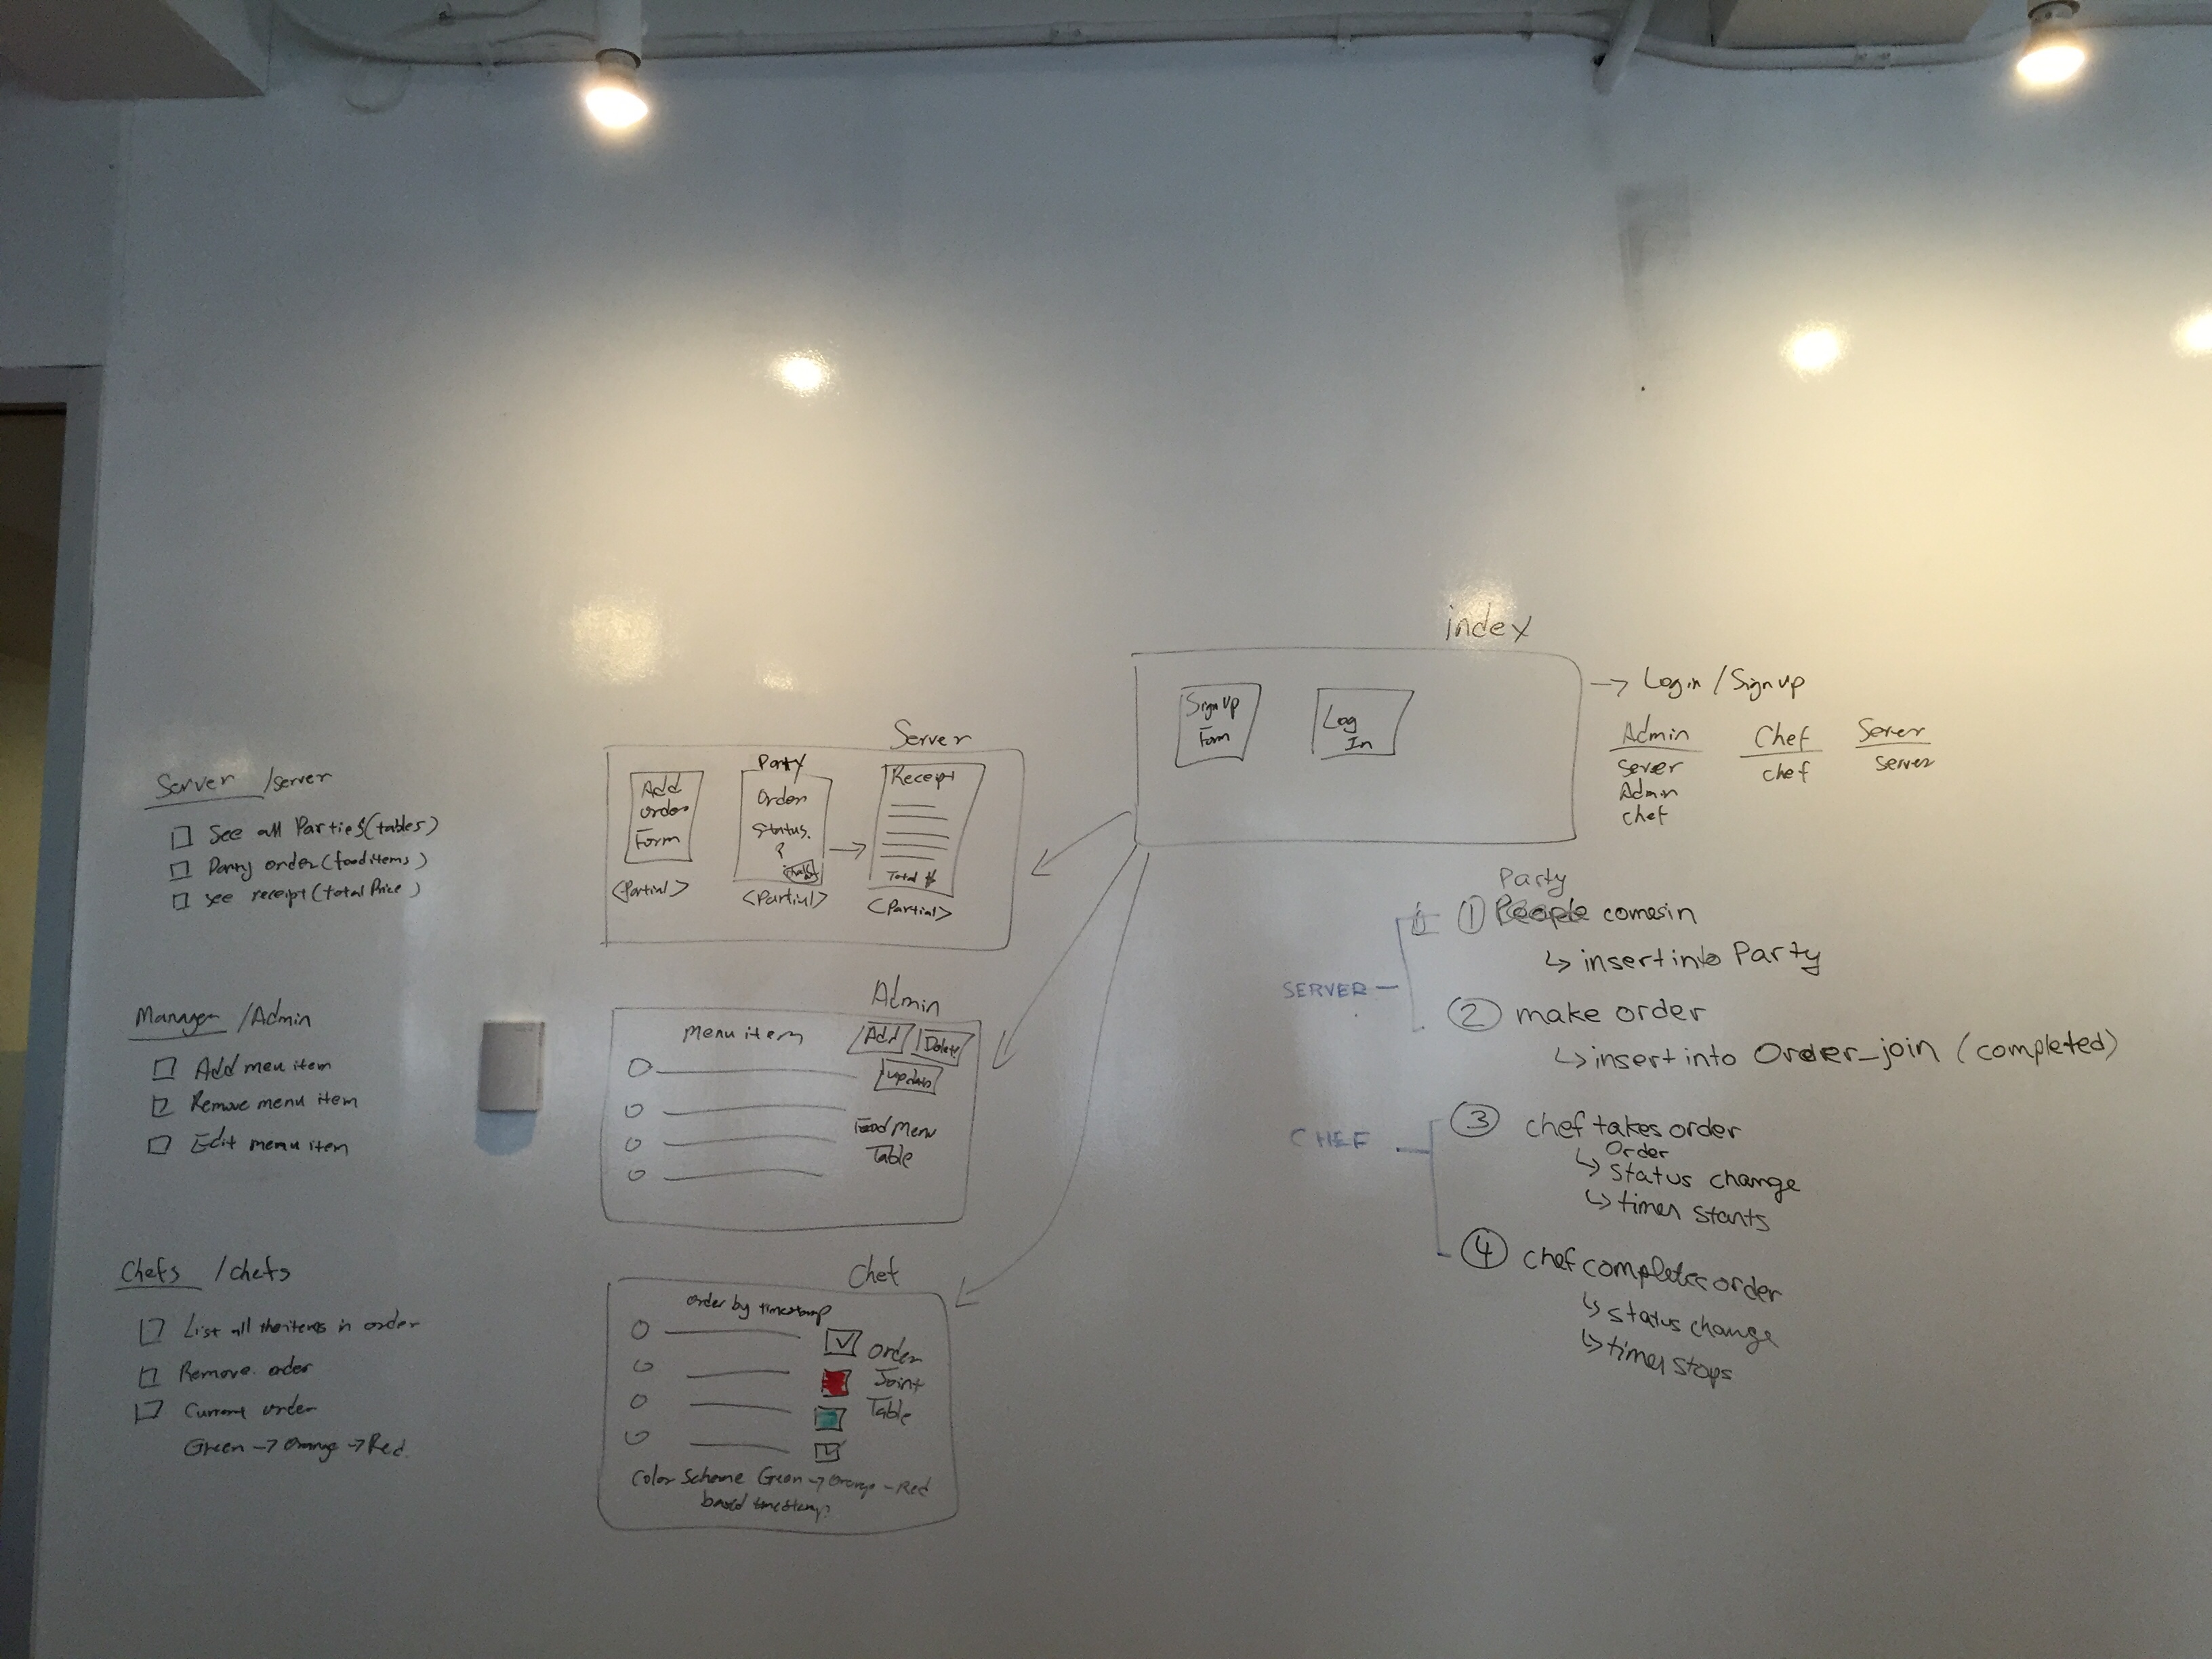 Server /server
See all Parties(tables)
Party order(food items)
see receipt(total Price)
Manager /Admin
Add menu item
Remove menu item
Edit menu item
Chefs /chefs
List all the items in order
Remove order
Current order
Green → Orange → Red
Server
Add
order
Form
<Partial>
Party
Order
Status.
?
<Partial>
Receipt
Total $
<Partial>
Admin
Menu item
Add
Delete
Update
Food Menu
Table
Chef
order by timestamp
Order
Joint
Table
Color Scheme Green → Orange - Red
based timestamp
index
Sign Up
Form
Log
In
→ Login / Sign up
Admin
Server
Admin
chef
Chef
chef
Server
server
SERVER
Party
① People comes in
↳ insert into Party
② make order
↳ insert into Order_join (completed)
CHEF
③ chef takes order
Order
↳ status change
↳ timer starts
④ chef completes order
↳ status change
↳ timer stops